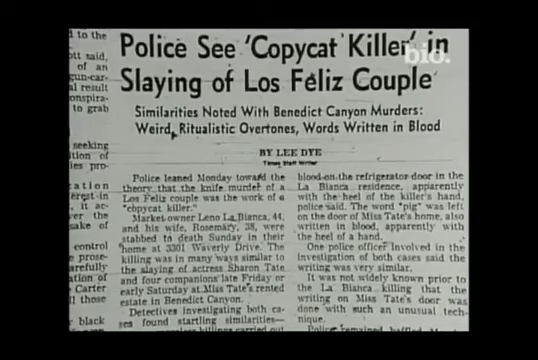 Police See 'Copycat Killer' in
Slaying of Los Feliz Couple
bio.
Similarities Noted With Benedict Canyon Murders:
Weird, Ritualistic Overtones, Words Written in Blood
BY LEE DYE
Times Staff Writer
d to the
ott said,
of an
gun-car-
al result
onspira-
to grab
seeking
ition of
ies pro-
cation
erest-in
it, it ac-
ver the
sake of
control
e prose-
arefully
ation of
Carter
ll those
r black
Police leaned Monday toward the
theory that the knife murder of a
Los Feliz couple was the work of a
"copycat killer."
Market owner Leno La Bianca, 44,
and his wife, Rosemary, 38, were
stabbed to death Sunday in their
home at 3301 Waverly Drive. The
killing was in many ways similar to
the slaying of actress Sharon Tate
and four companions late Friday or
early Saturday at Miss Tate's rented
estate in Benedict Canyon.
Detectives investigating both ca-
ses found startling similarities—
blood on the refrigerator door in the
La Bianca residence, apparently
with the heel of the killer's hand,
police said. The word "pig" was left
on the door of Miss Tate's home, also
written in blood, apparently with
the heel of a hand.
One police officer involved in the
investigation of both cases said the
writing was very similar.
It was not widely known prior to
the La Bianca killing that the
writing on Miss Tate's door was
done with such an unusual tech-
nique.